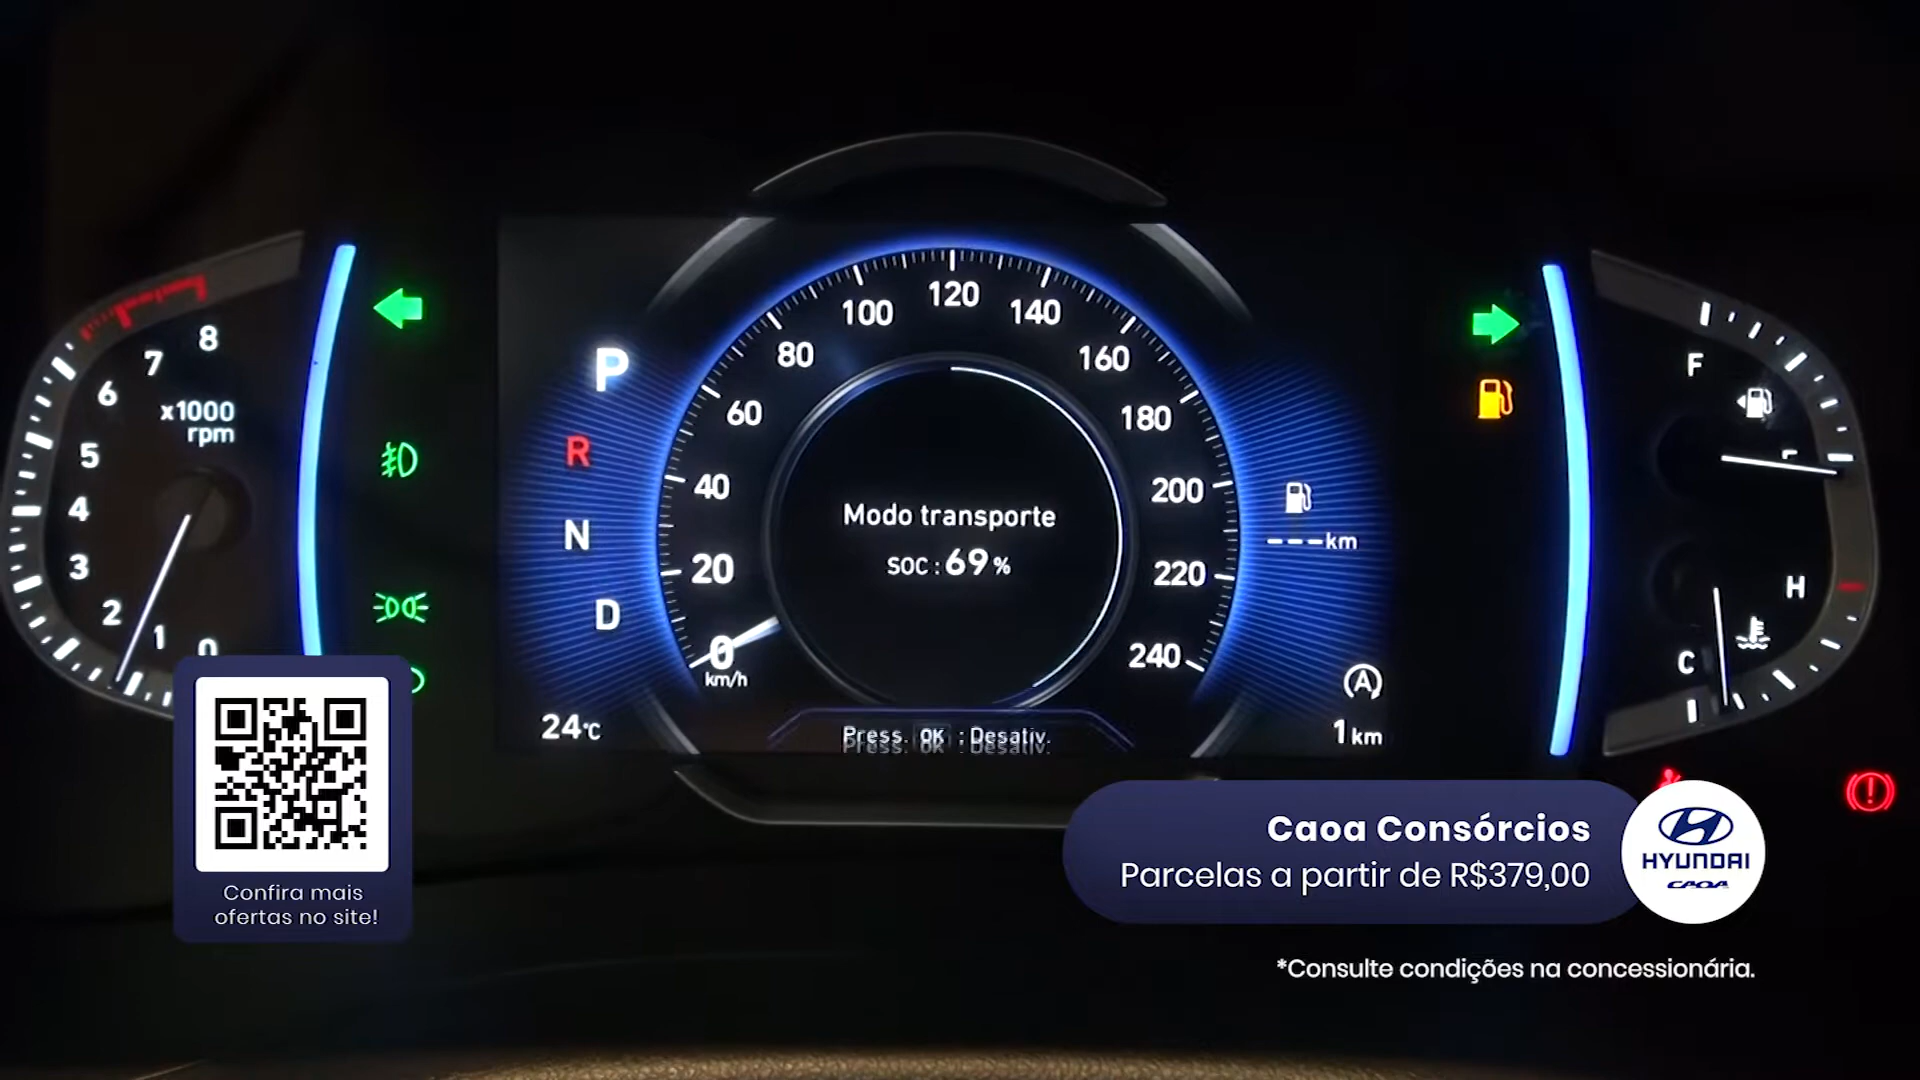 8
7
6
5
4
3
2
1
0
x1000
rpm
P
R
N
D
0
20
40
60
80
100
120
140
160
180
200
220
240
km/h
Modo transporte
SOC : 69 %
Press. OK : Desativ.
24°C
---km
A
1 km
F
H
C
Confira mais
ofertas no site!
Caoa Consórcios
Parcelas a partir de R$379,00
HYUNDAI
CAOA
*Consulte condições na concessionária.